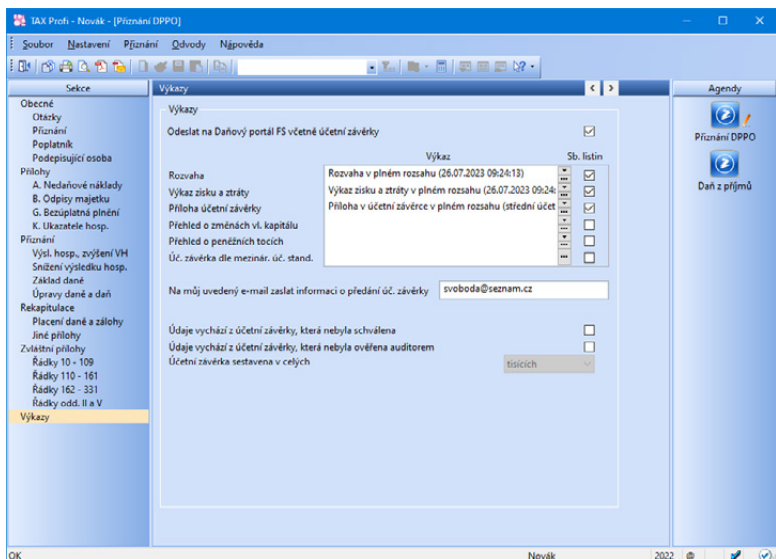 TAX Profi - Novák - [Přiznání DPPO]
Soubor Nastavení Přiznání Odvody Nápověda
Sekce
Obecné
Otázky
Přiznání
Poplatník
Podepisující osoba
Přílohy
A. Nedaňové náklady
B. Odpisy majetku
G. Bezúplatná plnění
K. Ukazatele hosp.
Přiznání
Výsl. hosp., zvýšení VH
Snížení výsledku hosp.
Základ daně
Úpravy daně a daň
Rekapitulace
Placení daně a zálohy
Jiné přílohy
Zvláštní přílohy
Řádky 10 - 109
Řádky 110 - 161
Řádky 162 - 331
Řádky odd. II a V
Výkazy
Výkazy
Výkazy
Odeslat na Daňový portál FS včetně účetní závěrky
Výkaz Sb. listin
Rozvaha Rozvaha v plném rozsahu (26.07.2023 09:24:13)
Výkaz zisku a ztráty Výkaz zisku a ztráty v plném rozsahu (26.07.2023 09:24:
Příloha účetní závěrky Příloha v účetní závěrce v plném rozsahu (střední účet
Přehled o změnách vl. kapitálu
Přehled o peněžních tocích
Úč. závěrka dle mezinár. úč. stand.
Na můj uvedený e-mail zaslat informaci o předání úč. závěrky svoboda@seznam.cz
Údaje vychází z účetní závěrky, která nebyla schválena
Údaje vychází z účetní závěrky, která nebyla ověřena auditorem
Účetní závěrka sestavena v celých tisících
Agendy
Přiznání DPPO
Daň z příjmů
OK Novák 2022 @